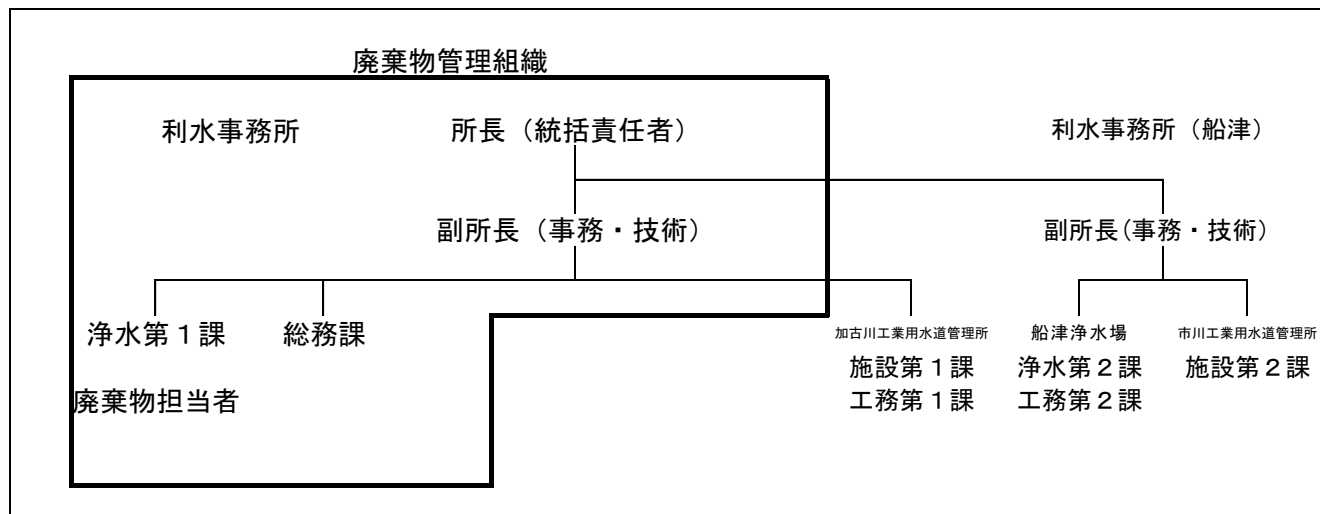 廃棄物管理組織
利水事務所
所長（統括責任者）
利水事務所（船津）
副所長（事務・技術）
副所長（事務・技術）
浄水第１課
総務課
廃棄物担当者
加古川工業用水道管理所
施設第１課
工務第１課
船津浄水場
浄水第２課
工務第２課
市川工業用水道管理所
施設第２課